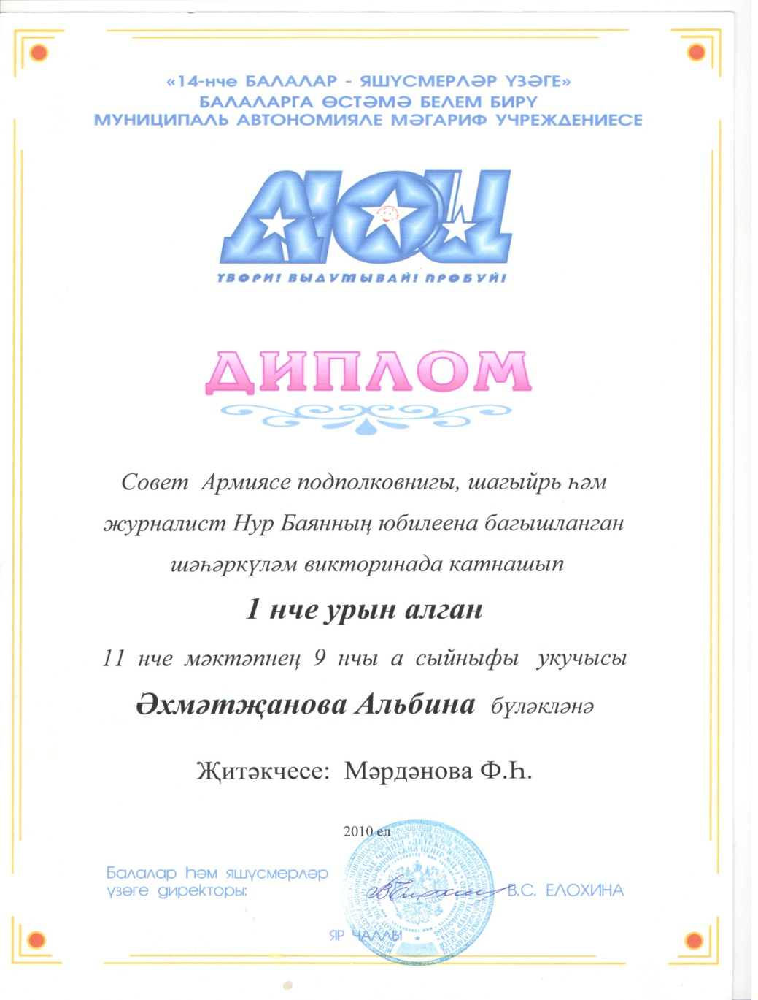 «14-нче БАЛАЛАР - ЯШҮСМЕРЛӘР ҮЗӘГЕ»
БАЛАЛАРГА ӨСТӘМӘ БЕЛЕМ БИРҮ
МУНИЦИПАЛЬ АВТОНОМИЯЛЕ МӘГАРИФ УЧРЕЖДЕНИЕСЕ
ДЮЦ
ТВОРИ! ВЫДУМЫВАЙ! ПРОБУЙ!
ДИПЛОМ
Совет Армиясе подполковнигы, шагыйрь һәм
журналист Нур Баянның юбилеена багышланган
шәһәркүләм викторинада катнашып
1 нче урын алган
11 нче мәктәпнең 9 нчы а сыйныфы укучысы
Әхмәтҗанова Альбина бүләкләнә
Җитәкчесе: Мәрдәнова Ф.Һ.
2010 ел
Балалар һәм яшүсмерләр
үзәге директоры:
В.С. ЕЛОХИНА
ЯР ЧАЛЛЫ